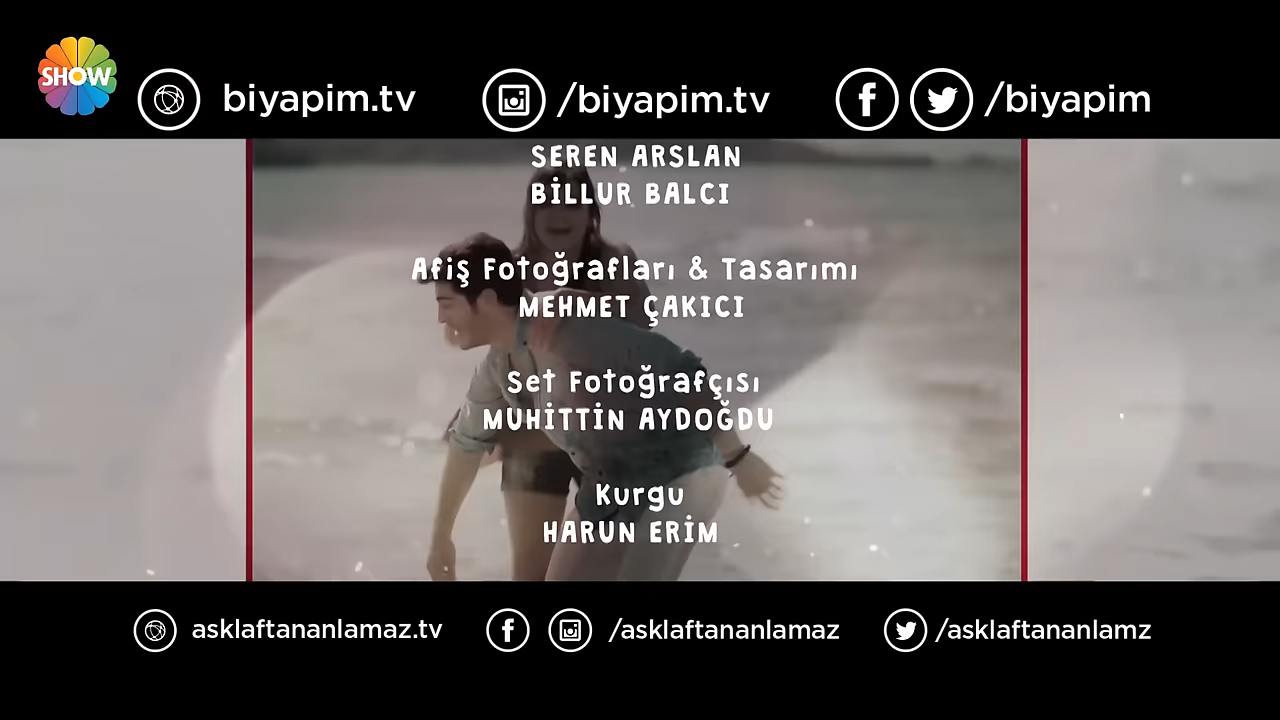 SHOW
biyapim.tv
/biyapim.tv
/biyapim
SEREN ARSLAN
BİLLUR BALCI
Afiş Fotoğrafları & Tasarımı
MEHMET ÇAKICI
Set Fotoğrafçısı
MUHİTTİN AYDOĞDU
Kurgu
HARUN ERİM
asklaftananlamaz.tv
/asklaftananlamaz
/asklaftananlamz